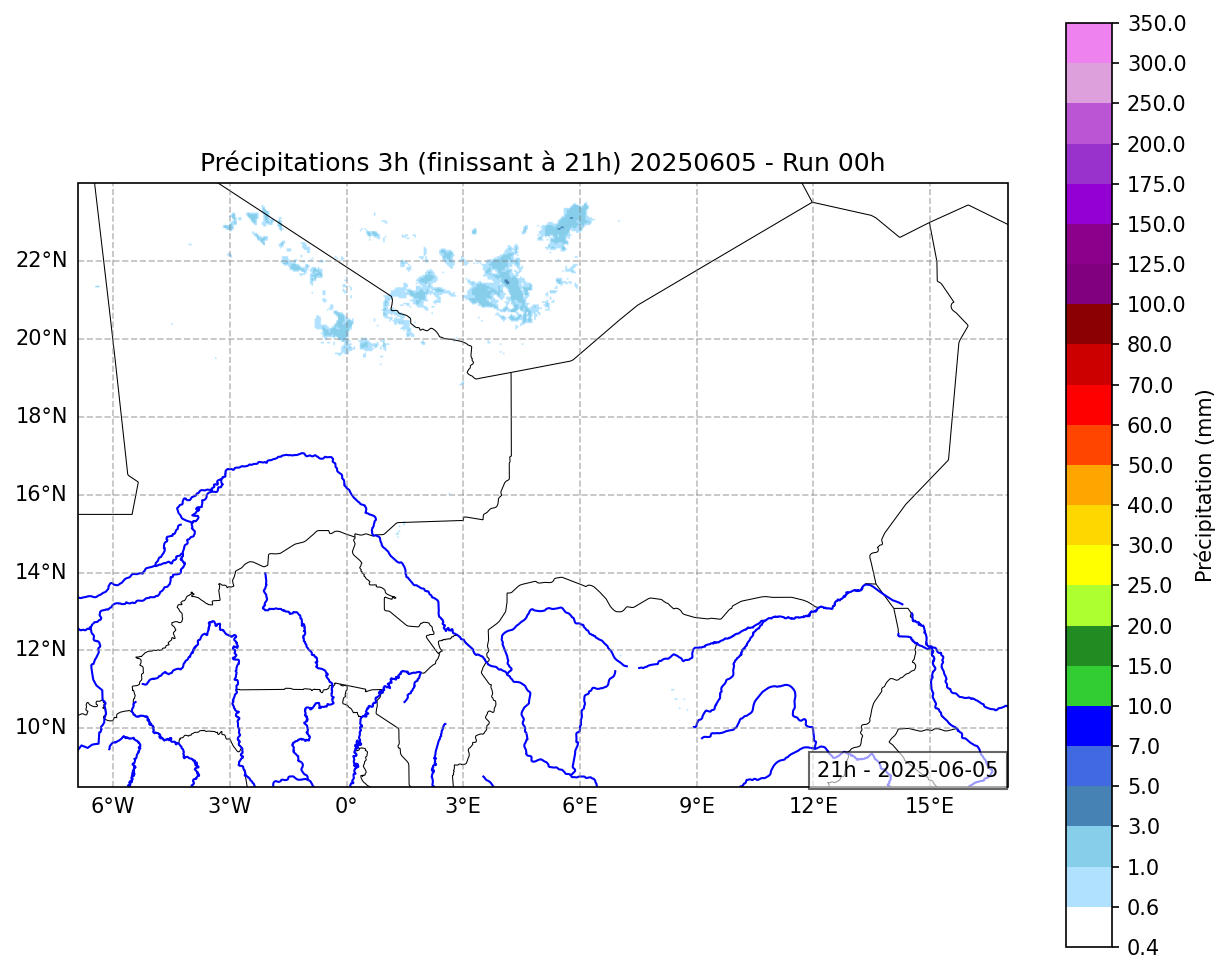 Précipitations 3h (finissant à 21h) 20250605 - Run 00h
22°N
20°N
18°N
16°N
14°N
12°N
10°N
6°W
3°W
0°
3°E
6°E
9°E
12°E
15°E
21h - 2025-06-05
350.0
300.0
250.0
200.0
175.0
150.0
125.0
100.0
80.0
70.0
60.0
50.0
40.0
30.0
25.0
20.0
15.0
10.0
7.0
5.0
3.0
1.0
0.6
0.4
Précipitation (mm)